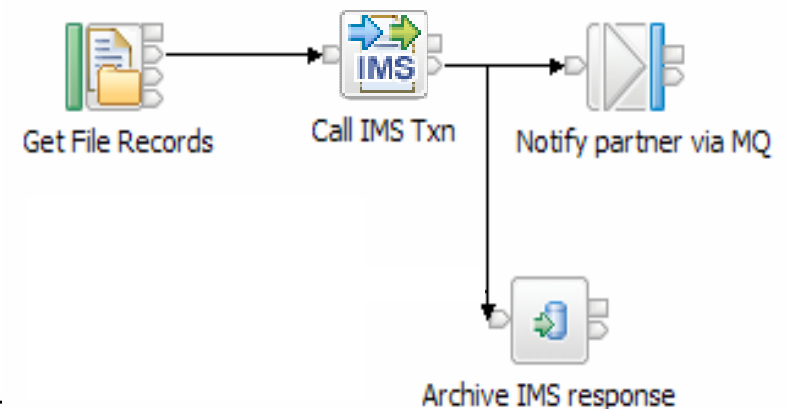 IMS
Get File Records
Call IMS Txn
Notify partner via MQ
Archive IMS response